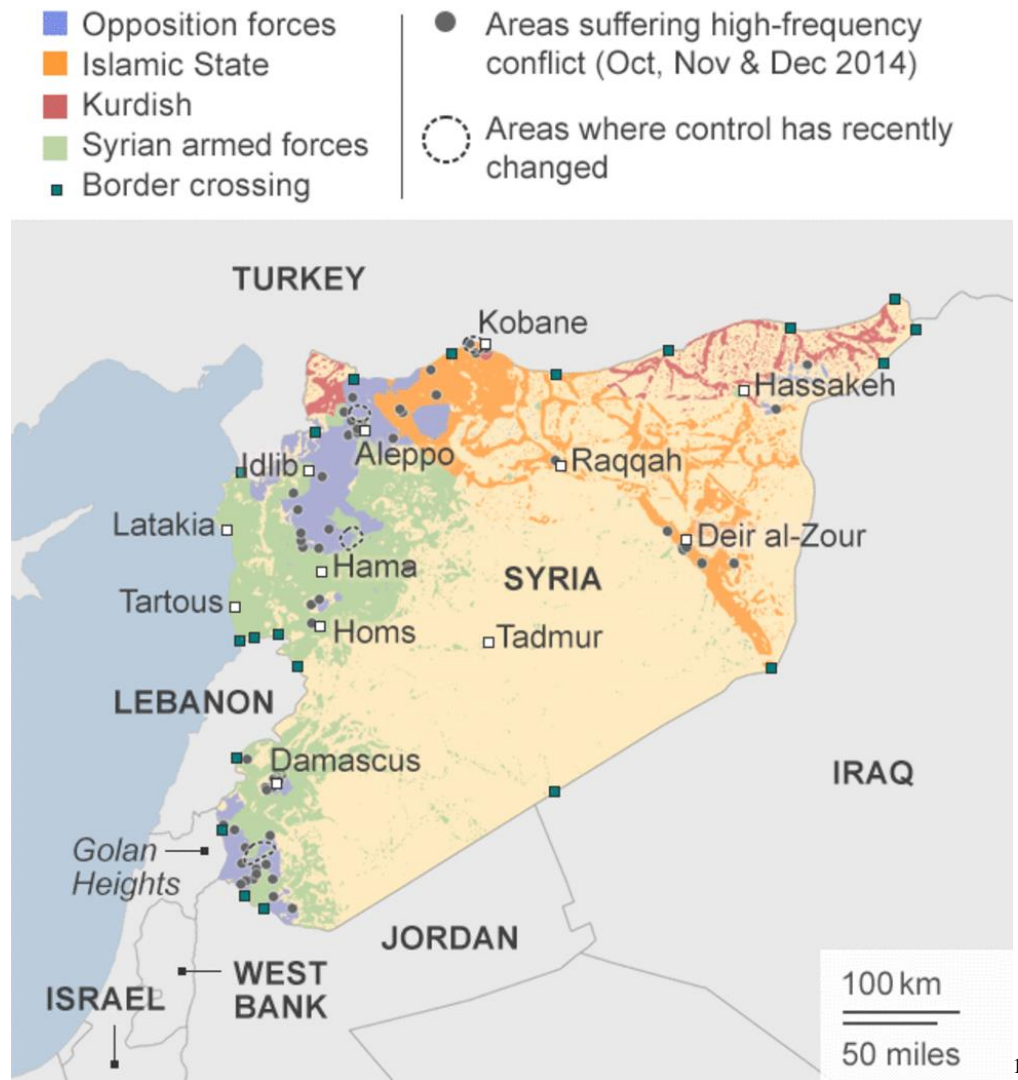 Opposition forces
Islamic State
Kurdish
Syrian armed forces
Border crossing
Areas suffering high-frequency
conflict (Oct, Nov & Dec 2014)
Areas where control has recently
changed
TURKEY
Kobane
Hassakeh
Aleppo
Idlib
Raqqah
Latakia
Deir al-Zour
Hama
SYRIA
Tartous
Homs
Tadmur
LEBANON
Damascus
IRAQ
Golan
Heights
JORDAN
WEST
BANK
ISRAEL
100 km
50 miles
1